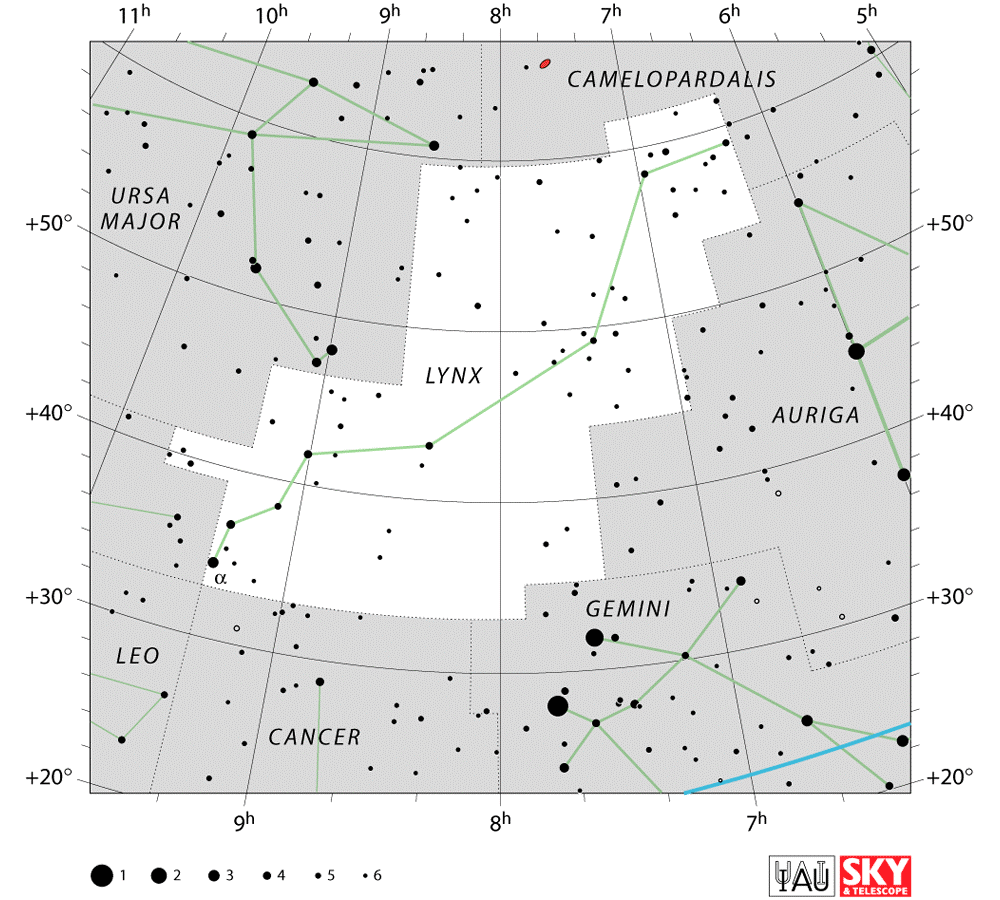 11h 10h 9h 8h 7h 6h 5h
CAMELOPARDALIS
URSA
MAJOR
+50° +50°
LYNX
+40° AURIGA +40°
α
+30° GEMINI +30°
LEO
CANCER
+20° +20°
9h 8h 7h
1 2 3 4 5 6
IAU
SKY
& TELESCOPE